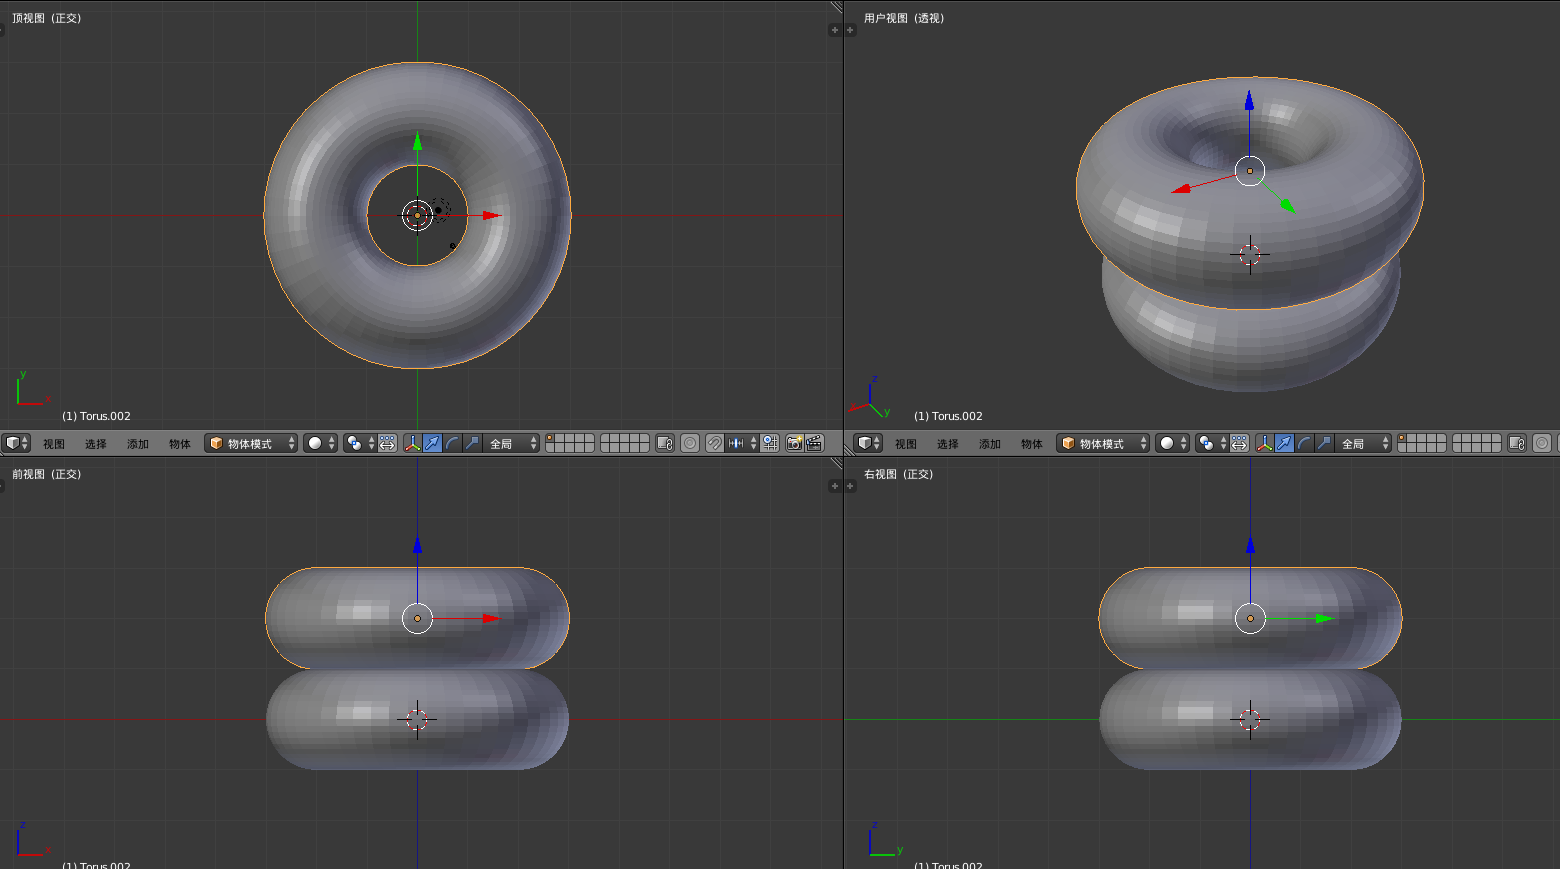 顶视图 (正交)
用户视图 (透视)
y
x
(1) Torus.002
z
x
y
(1) Torus.002
视图 选择 添加 物体 物体模式 全局
视图 选择 添加 物体 物体模式 全局
前视图 (正交)
右视图 (正交)
z
x
(1) Torus.002
z
y
(1) Torus.002